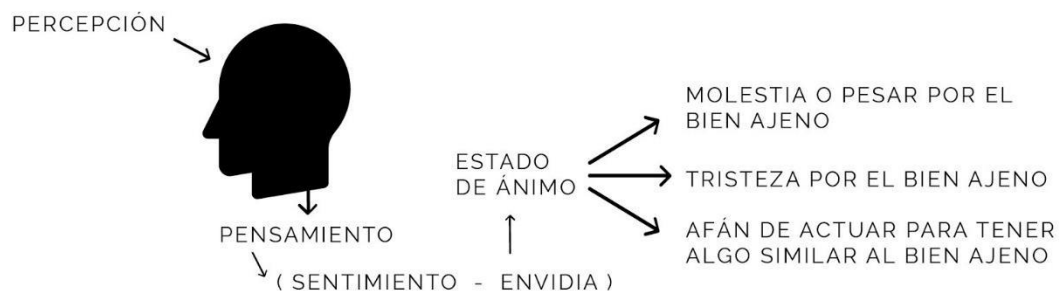 PERCEPCIÓN
PENSAMIENTO
( SENTIMIENTO - ENVIDIA )
ESTADO
DE ÁNIMO
MOLESTIA O PESAR POR EL
BIEN AJENO
TRISTEZA POR EL BIEN AJENO
AFÁN DE ACTUAR PARA TENER
ALGO SIMILAR AL BIEN AJENO